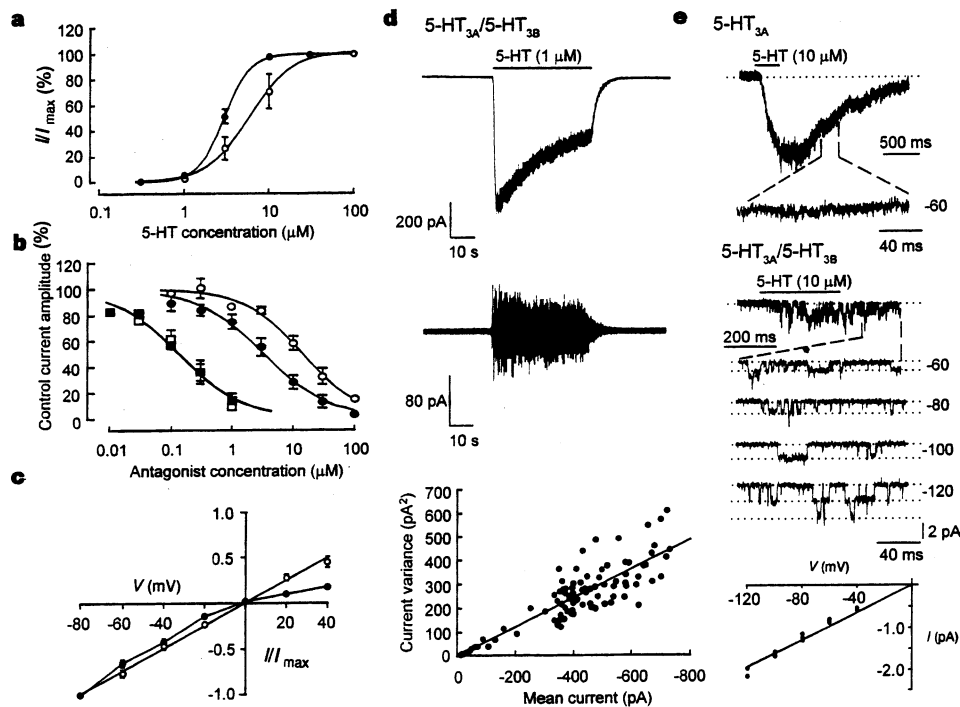 a
120
100
80
60
40
20
0
I/Imax (%)
0.1
1
10
100
5-HT concentration (μM)
b
120
100
80
60
40
20
0
Control current amplitude (%)
0.01
0.1
1
10
100
Antagonist concentration (μM)
c
1.0
0.5
-0.5
-1.0
V (mV)
-80
-60
-40
-20
0
20
40
I/Imax
d
5-HT3A/5-HT3B
5-HT (1 μM)
200 pA
10 s
80 pA
10 s
700
600
500
400
300
200
100
0
Current variance (pA²)
0
-200
-400
-600
-800
Mean current (pA)
e
5-HT3A
5-HT (10 μM)
500 ms
-60
40 ms
5-HT3A/5-HT3B
5-HT (10 μM)
200 ms
-60
-80
-100
-120
2 pA
40 ms
V (mV)
-120
-80
-40
-1.0
I (pA)
-2.0